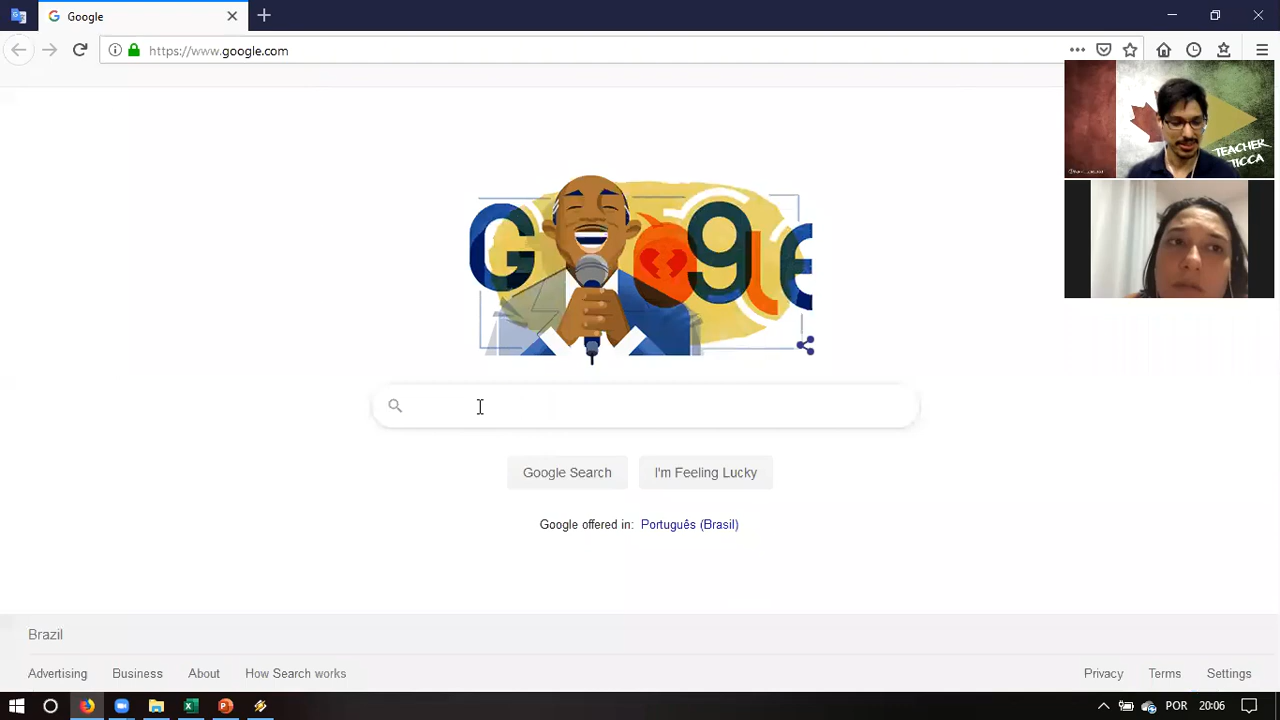 Google
https://www.google.com
TEACHER
TICCA
Google
Google Search
I'm Feeling Lucky
Google offered in: Português (Brasil)
Brazil
Advertising
Business
About
How Search works
Privacy
Terms
Settings
POR
20:06